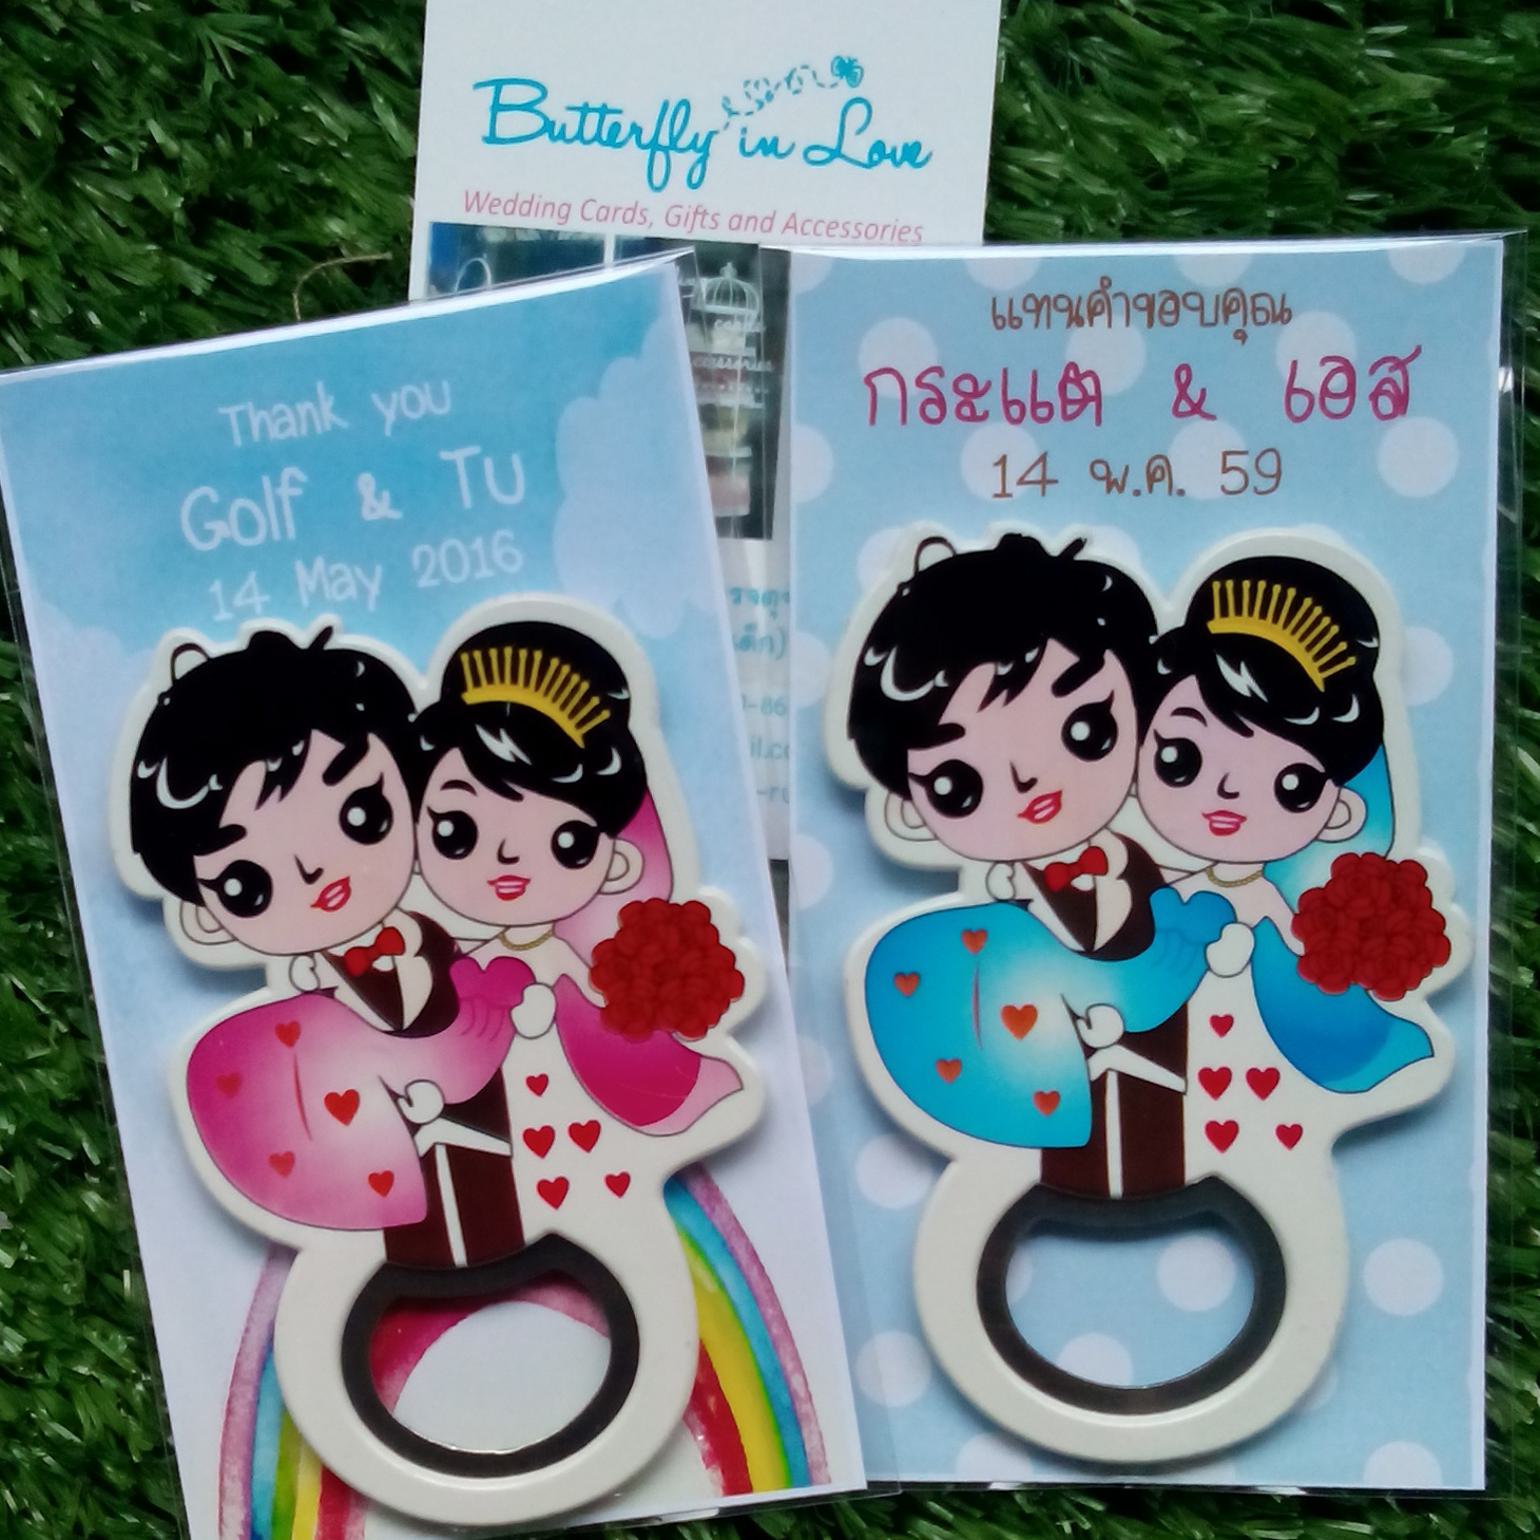 Butterfly in Love
Wedding Cards, Gifts and Accessories
Thank you
Golf & Tu
14 May 2016
แทนคำขอบคุณ
กระแต & เอส
14 พ.ค. 59